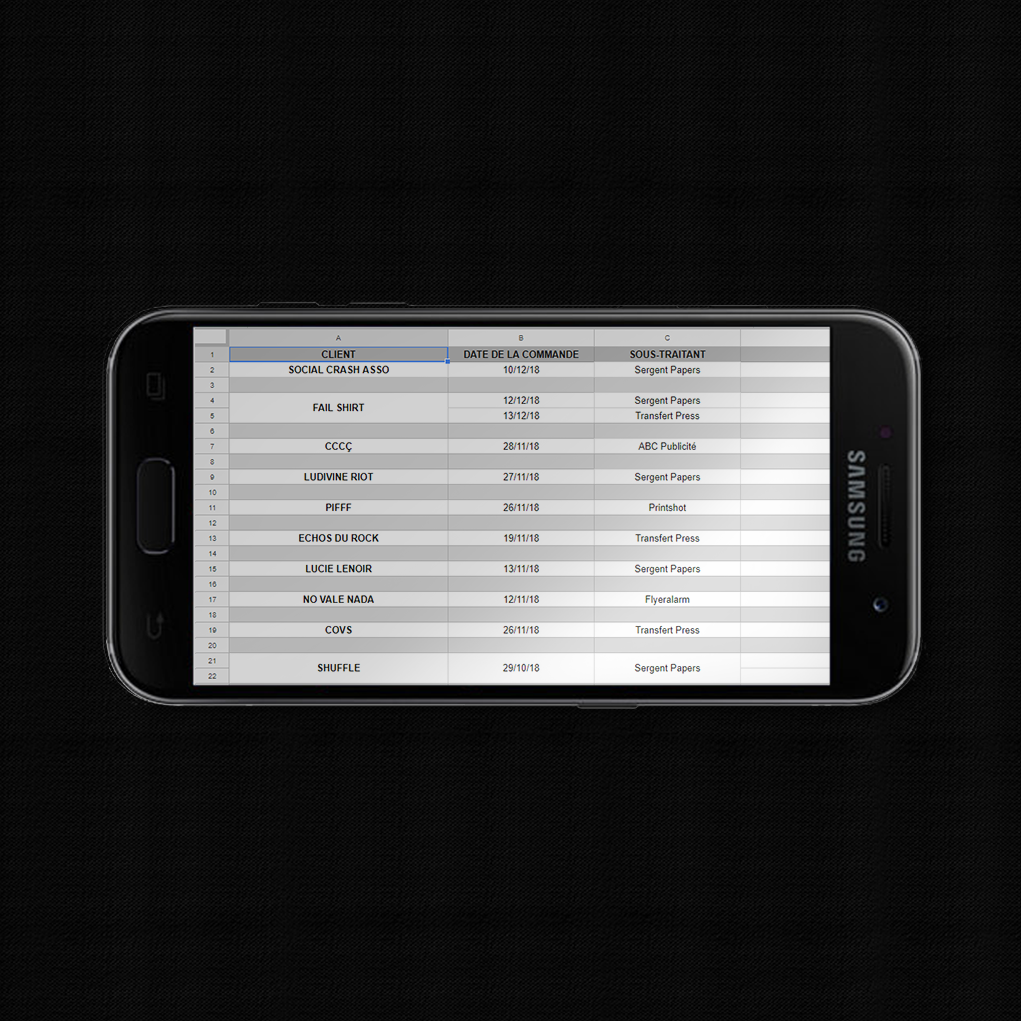 A B C
1 CLIENT DATE DE LA COMMANDE SOUS-TRAITANT
2 SOCIAL CRASH ASSO 10/12/18 Sergent Papers
3
4 12/12/18 Sergent Papers
FAIL SHIRT
5 13/12/18 Transfert Press
6
7 CCCÇ 28/11/18 ABC Publicité
8
9 LUDIVINE RIOT 27/11/18 Sergent Papers
10
11 PIFFF 26/11/18 Printshot
12
13 ECHOS DU ROCK 19/11/18 Transfert Press
14
15 LUCIE LENOIR 13/11/18 Sergent Papers
16
17 NO VALE NADA 12/11/18 Flyeralarm
18
19 COVS 26/11/18 Transfert Press
20
21
SHUFFLE 29/10/18 Sergent Papers
22
SAMSUNG